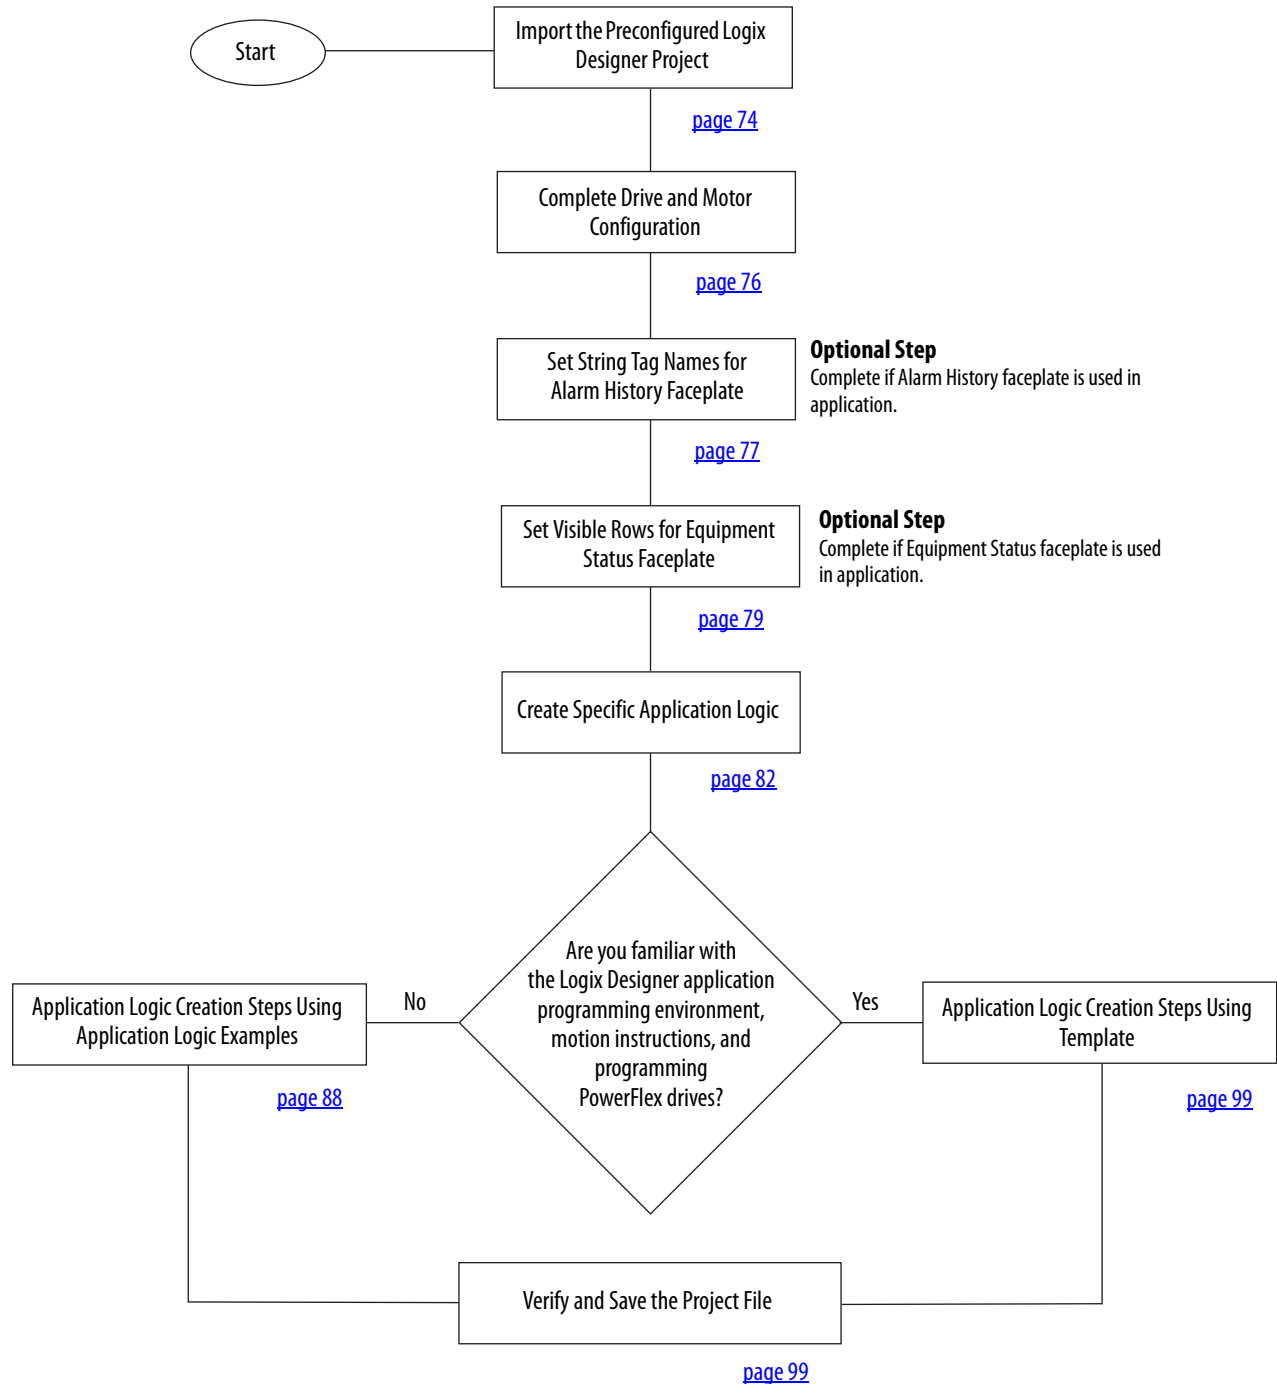 Start
Import the Preconfigured Logix
Designer Project
page 74
Complete Drive and Motor
Configuration
page 76
Set String Tag Names for
Alarm History Faceplate
Optional Step
Complete if Alarm History faceplate is used in
application.
page 77
Set Visible Rows for Equipment
Status Faceplate
Optional Step
Complete if Equipment Status faceplate is used
in application.
page 79
Create Specific Application Logic
page 82
Are you familiar with
the Logix Designer application
programming environment,
motion instructions, and
programming
PowerFlex drives?
No
Yes
Application Logic Creation Steps Using
Application Logic Examples
page 88
Application Logic Creation Steps Using
Template
page 99
Verify and Save the Project File
page 99